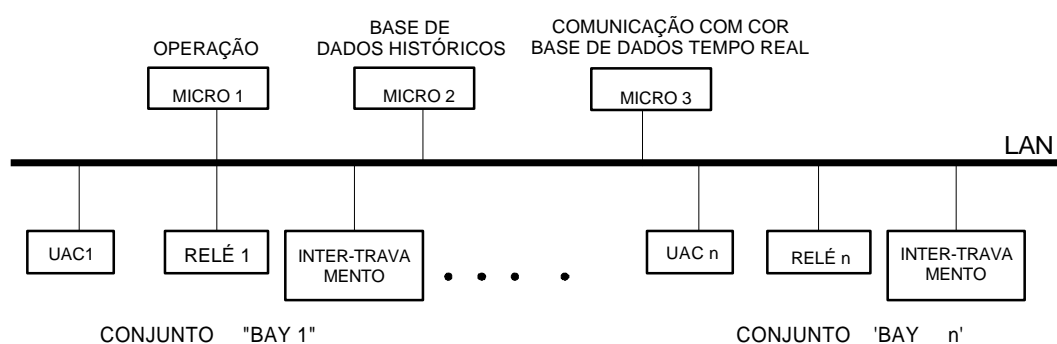 OPERAÇÃO
BASE DE
DADOS HISTÓRICOS
COMUNICAÇÃO COM COR
BASE DE DADOS TEMPO REAL
MICRO 1
MICRO 2
MICRO 3
LAN
UAC1
RELÉ 1
INTER-TRAVA
MENTO
UAC n
RELÉ n
INTER-TRAVA
MENTO
CONJUNTO "BAY 1"
CONJUNTO 'BAY n'